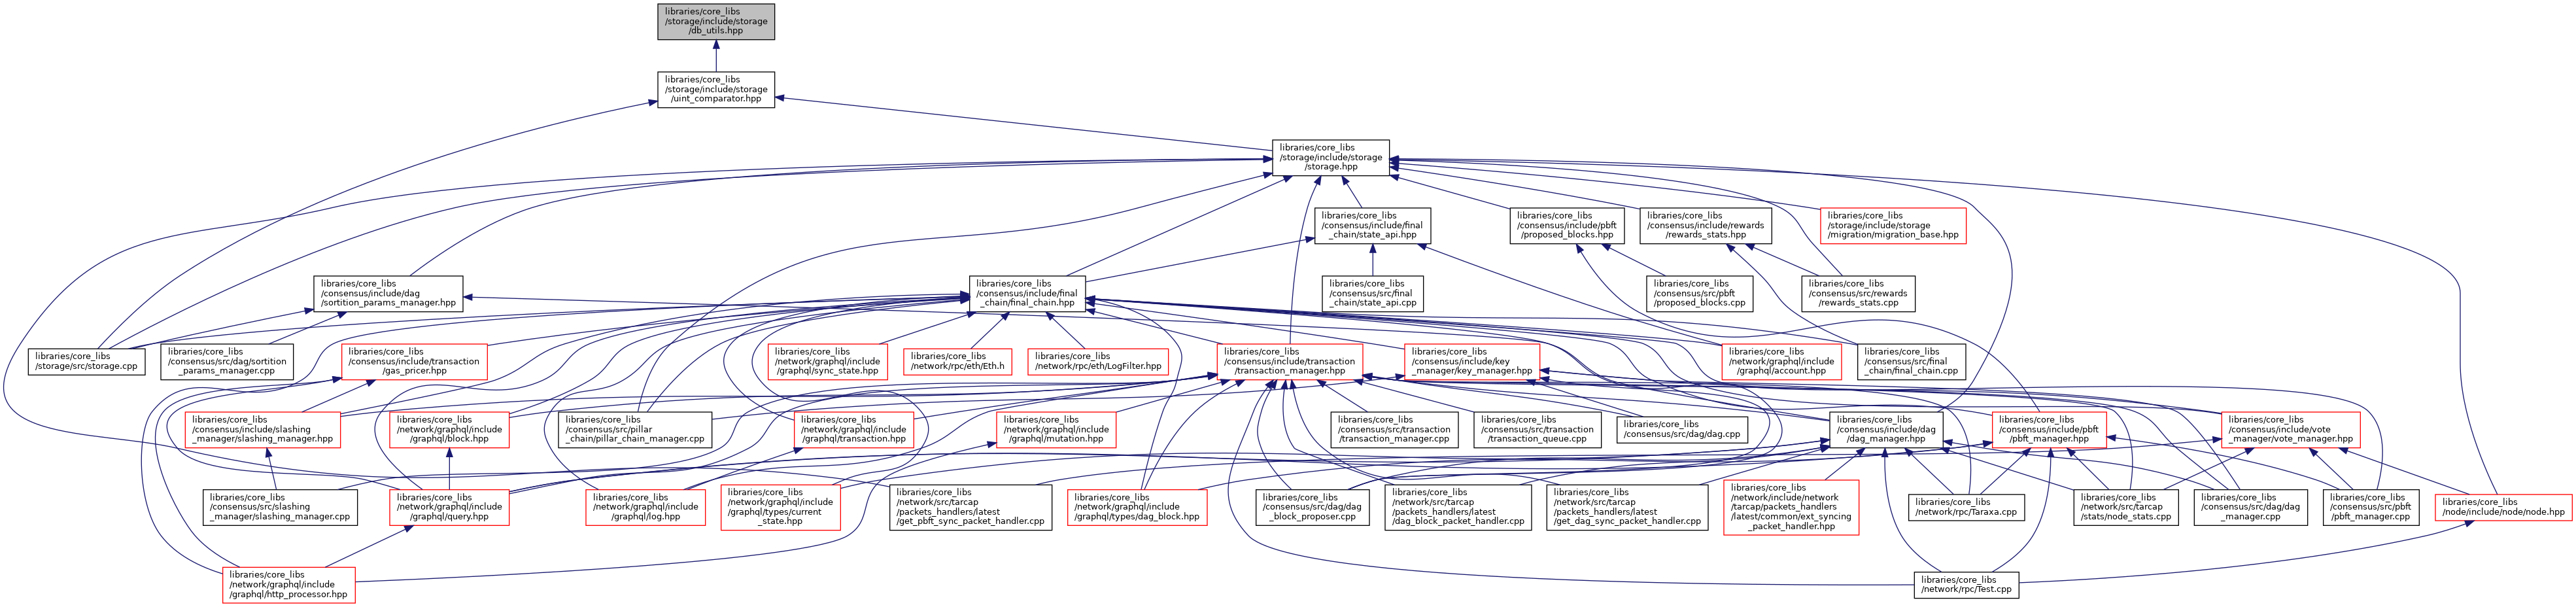 libraries/core_libs
/storage/include/storage
/db_utils.hpp
libraries/core_libs
/storage/include/storage
/uint_comparator.hpp
libraries/core_libs
/storage/include/storage
/storage.hpp
libraries/core_libs
/consensus/include/final
_chain/state_api.hpp
libraries/core_libs
/consensus/include/pbft
/proposed_blocks.hpp
libraries/core_libs
/consensus/include/rewards
/rewards_stats.hpp
libraries/core_libs
/storage/include/storage
/migration/migration_base.hpp
libraries/core_libs
/consensus/include/dag
/sortition_params_manager.hpp
libraries/core_libs
/consensus/include/final
_chain/final_chain.hpp
libraries/core_libs
/consensus/src/final
_chain/state_api.cpp
libraries/core_libs
/consensus/src/pbft
/proposed_blocks.cpp
libraries/core_libs
/consensus/src/rewards
/rewards_stats.cpp
libraries/core_libs
/storage/src/storage.cpp
libraries/core_libs
/consensus/src/dag/sortition
_params_manager.cpp
libraries/core_libs
/consensus/include/transaction
/gas_pricer.hpp
libraries/core_libs
/network/graphql/include
/graphql/sync_state.hpp
libraries/core_libs
/network/rpc/eth/Eth.h
libraries/core_libs
/network/rpc/eth/LogFilter.hpp
libraries/core_libs
/consensus/include/transaction
/transaction_manager.hpp
libraries/core_libs
/consensus/include/key
_manager/key_manager.hpp
libraries/core_libs
/network/graphql/include
/graphql/account.hpp
libraries/core_libs
/consensus/src/final
_chain/final_chain.cpp
libraries/core_libs
/consensus/include/slashing
_manager/slashing_manager.hpp
libraries/core_libs
/network/graphql/include
/graphql/block.hpp
libraries/core_libs
/consensus/src/pillar
_chain/pillar_chain_manager.cpp
libraries/core_libs
/network/graphql/include
/graphql/transaction.hpp
libraries/core_libs
/network/graphql/include
/graphql/mutation.hpp
libraries/core_libs
/consensus/src/transaction
/transaction_manager.cpp
libraries/core_libs
/consensus/src/transaction
/transaction_queue.cpp
libraries/core_libs
/consensus/src/dag/dag.cpp
libraries/core_libs
/consensus/include/dag
/dag_manager.hpp
libraries/core_libs
/consensus/include/pbft
/pbft_manager.hpp
libraries/core_libs
/consensus/include/vote
_manager/vote_manager.hpp
libraries/core_libs
/consensus/src/slashing
_manager/slashing_manager.cpp
libraries/core_libs
/network/graphql/include
/graphql/query.hpp
libraries/core_libs
/network/graphql/include
/graphql/log.hpp
libraries/core_libs
/network/graphql/include
/graphql/types/current
_state.hpp
libraries/core_libs
/network/src/tarcap
/packets_handlers/latest
/get_pbft_sync_packet_handler.cpp
libraries/core_libs
/network/graphql/include
/graphql/types/dag_block.hpp
libraries/core_libs
/consensus/src/dag/dag
_block_proposer.cpp
libraries/core_libs
/network/src/tarcap
/packets_handlers/latest
/dag_block_packet_handler.cpp
libraries/core_libs
/network/src/tarcap
/packets_handlers/latest
/get_dag_sync_packet_handler.cpp
libraries/core_libs
/network/include/network
/tarcap/packets_handlers
/latest/common/ext_syncing
_packet_handler.hpp
libraries/core_libs
/network/rpc/Taraxa.cpp
libraries/core_libs
/network/src/tarcap
/stats/node_stats.cpp
libraries/core_libs
/consensus/src/dag/dag
_manager.cpp
libraries/core_libs
/consensus/src/pbft
/pbft_manager.cpp
libraries/core_libs
/node/include/node/node.hpp
libraries/core_libs
/network/graphql/include
/graphql/http_processor.hpp
libraries/core_libs
/network/rpc/Test.cpp